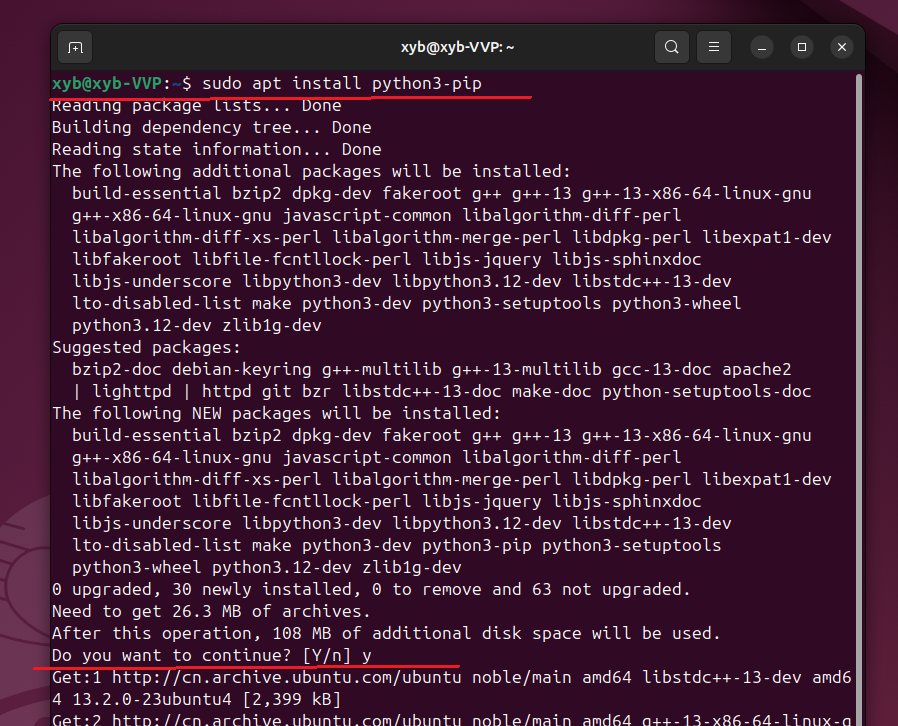 xyb@xyb-VVP: ~
xyb@xyb-VVP:~$ sudo apt install python3-pip
Reading package lists... Done
Building dependency tree... Done
Reading state information... Done
The following additional packages will be installed:
  build-essential bzip2 dpkg-dev fakeroot g++ g++-13 g++-13-x86-64-linux-gnu
  g++-x86-64-linux-gnu javascript-common libalgorithm-diff-perl
  libalgorithm-diff-xs-perl libalgorithm-merge-perl libdpkg-perl libexpat1-dev
  libfakeroot libfile-fcntllock-perl libjs-jquery libjs-sphinxdoc
  libjs-underscore libpython3-dev libpython3.12-dev libstdc++-13-dev
  lto-disabled-list make python3-dev python3-setuptools python3-wheel
  python3.12-dev zlib1g-dev
Suggested packages:
  bzip2-doc debian-keyring g++-multilib g++-13-multilib gcc-13-doc apache2
  | lighttpd | httpd git bzr libstdc++-13-doc make-doc python-setuptools-doc
The following NEW packages will be installed:
  build-essential bzip2 dpkg-dev fakeroot g++ g++-13 g++-13-x86-64-linux-gnu
  g++-x86-64-linux-gnu javascript-common libalgorithm-diff-perl
  libalgorithm-diff-xs-perl libalgorithm-merge-perl libdpkg-perl libexpat1-dev
  libfakeroot libfile-fcntllock-perl libjs-jquery libjs-sphinxdoc
  libjs-underscore libpython3-dev libpython3.12-dev libstdc++-13-dev
  lto-disabled-list make python3-dev python3-pip python3-setuptools
  python3-wheel python3.12-dev zlib1g-dev
0 upgraded, 30 newly installed, 0 to remove and 63 not upgraded.
Need to get 26.3 MB of archives.
After this operation, 108 MB of additional disk space will be used.
Do you want to continue? [Y/n] y
Get:1 http://cn.archive.ubuntu.com/ubuntu noble/main amd64 libstdc++-13-dev amd6
4 13.2.0-23ubuntu4 [2,399 kB]
Get:2 http://cn.archive.ubuntu.com/ubuntu noble/main amd64 g++-13-x86-64-linux-g